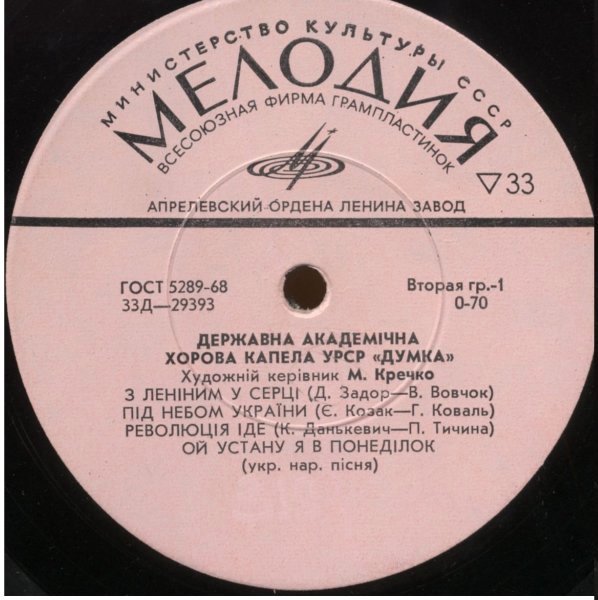 МИНИСТЕРСТВО КУЛЬТУРЫ СССР
МЕЛОДИЯ
ВСЕСОЮЗНАЯ ФИРМА ГРАМПЛАСТИНОК
▽33
АПРЕЛЕВСКИЙ ОРДЕНА ЛЕНИНА ЗАВОД
ГОСТ 5289-68 Вторая гр.-1
33Д—29393 0-70
ДЕРЖАВНА АКАДЕМІЧНА
ХОРОВА КАПЕЛА УРСР «ДУМКА»
Художній керівник М. Кречко
З ЛЕНІНИМ У СЕРЦІ (Д. Задор—В. Вовчок)
ПІД НЕБОМ УКРАЇНИ (Є. Козак—Г. Коваль)
РЕВОЛЮЦІЯ ІДЕ (К. Данькевич—П. Тичина)
ОЙ УСТАНУ Я В ПОНЕДІЛОК
(укр. нар. пісня)